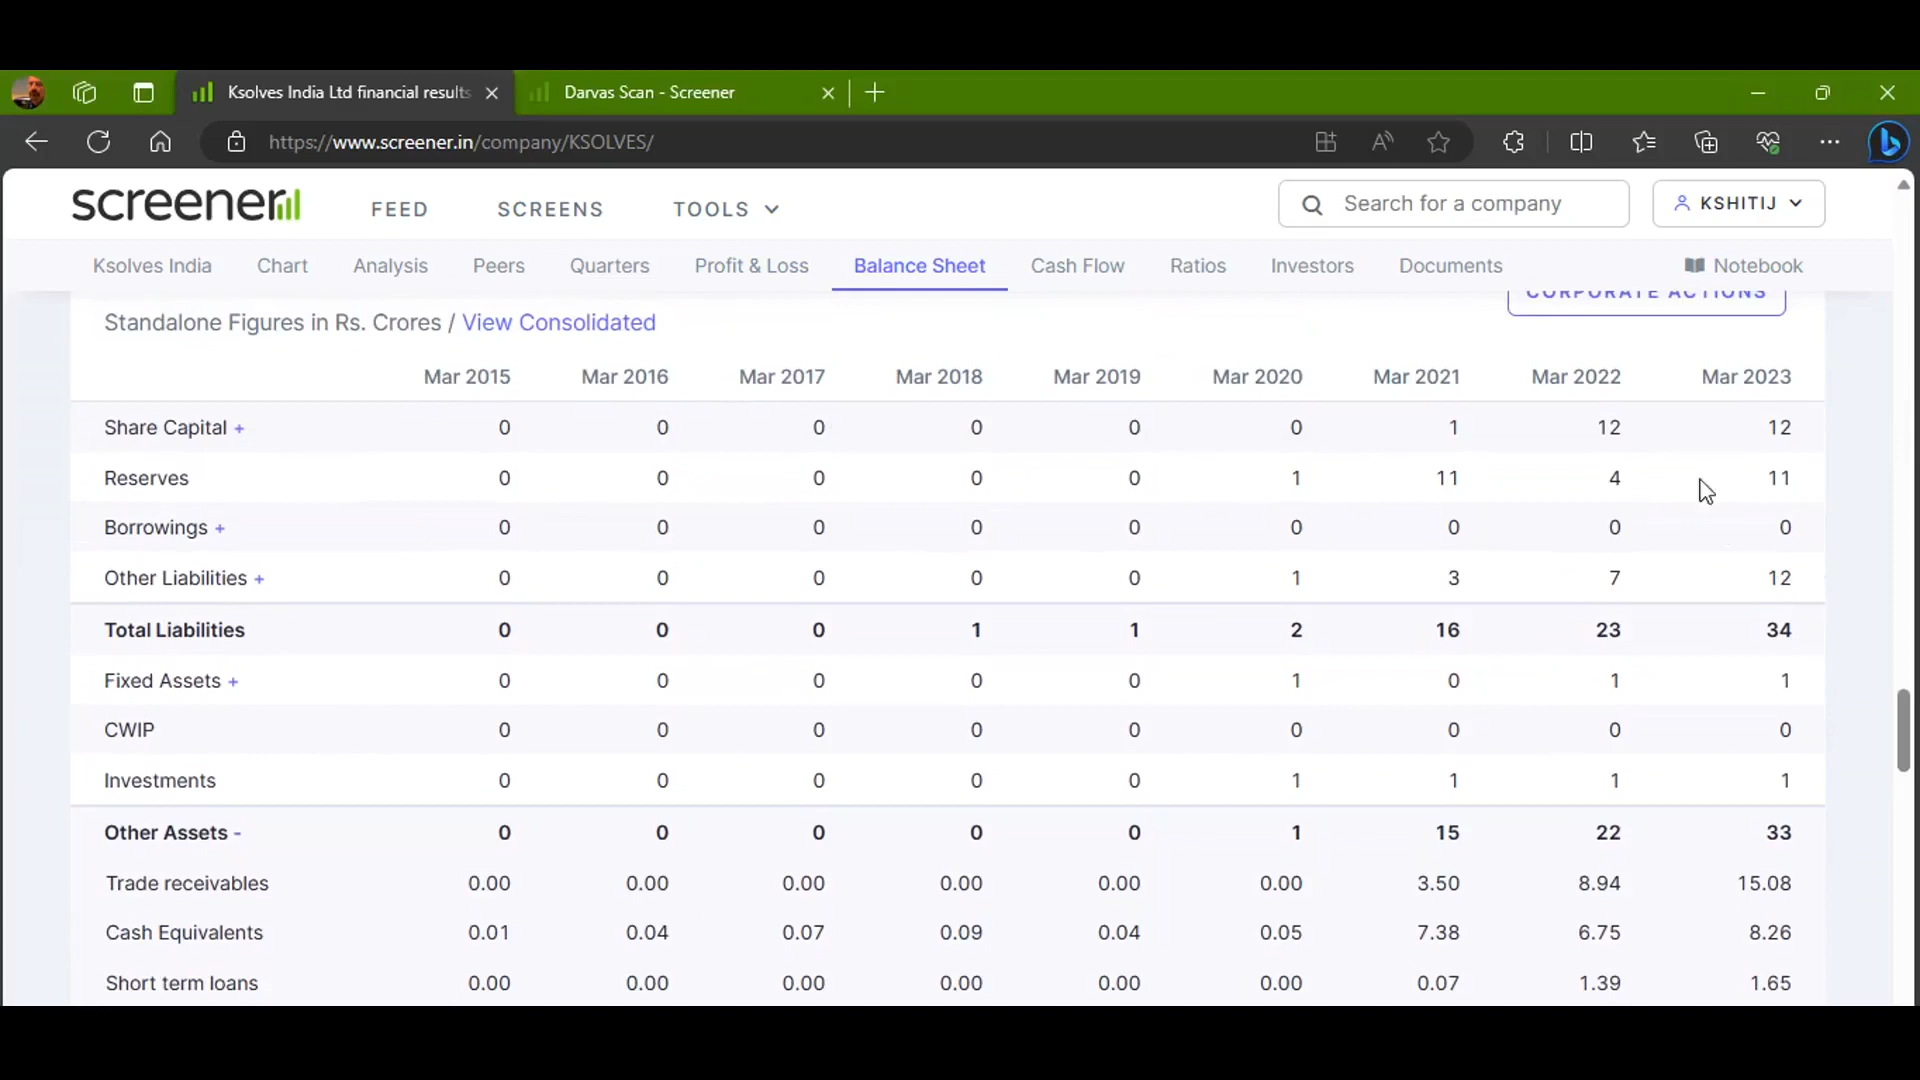 Ksolves India Ltd financial results
Darvas Scan - Screener
https://www.screener.in/company/KSOLVES/
screener
FEED
SCREENS
TOOLS
Search for a company
KSHITIJ
Ksolves India
Chart
Analysis
Peers
Quarters
Profit & Loss
Balance Sheet
Cash Flow
Ratios
Investors
Documents
Notebook
CORPORATE ACTIONS
Standalone Figures in Rs. Crores / View Consolidated
Mar 2015 Mar 2016 Mar 2017 Mar 2018 Mar 2019 Mar 2020 Mar 2021 Mar 2022 Mar 2023
Share Capital + 0 0 0 0 0 0 1 12 12
Reserves 0 0 0 0 0 1 11 4 11
Borrowings + 0 0 0 0 0 0 0 0 0
Other Liabilities + 0 0 0 0 0 1 3 7 12
Total Liabilities 0 0 0 1 1 2 16 23 34
Fixed Assets + 0 0 0 0 0 1 0 1 1
CWIP 0 0 0 0 0 0 0 0 0
Investments 0 0 0 0 0 1 1 1 1
Other Assets - 0 0 0 0 0 1 15 22 33
Trade receivables 0.00 0.00 0.00 0.00 0.00 0.00 3.50 8.94 15.08
Cash Equivalents 0.01 0.04 0.07 0.09 0.04 0.05 7.38 6.75 8.26
Short term loans 0.00 0.00 0.00 0.00 0.00 0.00 0.07 1.39 1.65